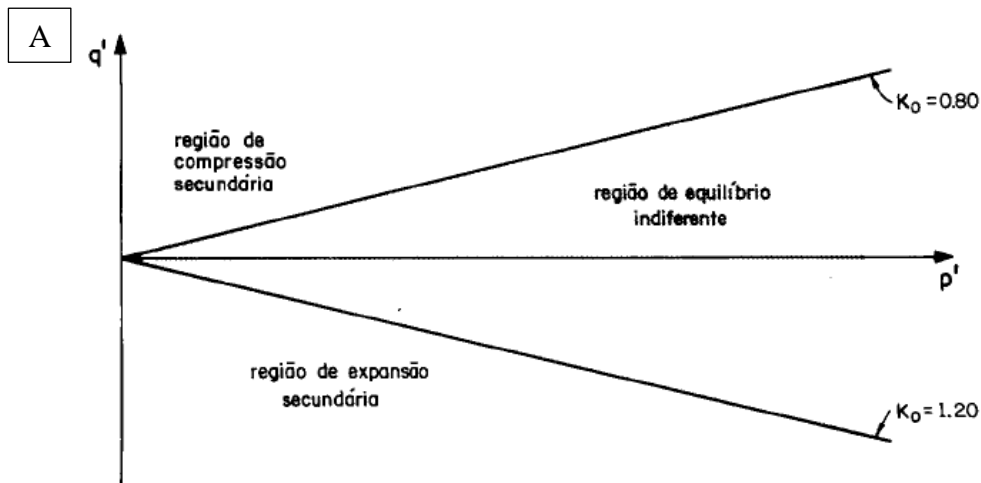 A
q'
K₀ = 0.80
região de
compressão
secundária
região de equilíbrio
indiferente
p'
região de expansão
secundária
K₀ = 1.20